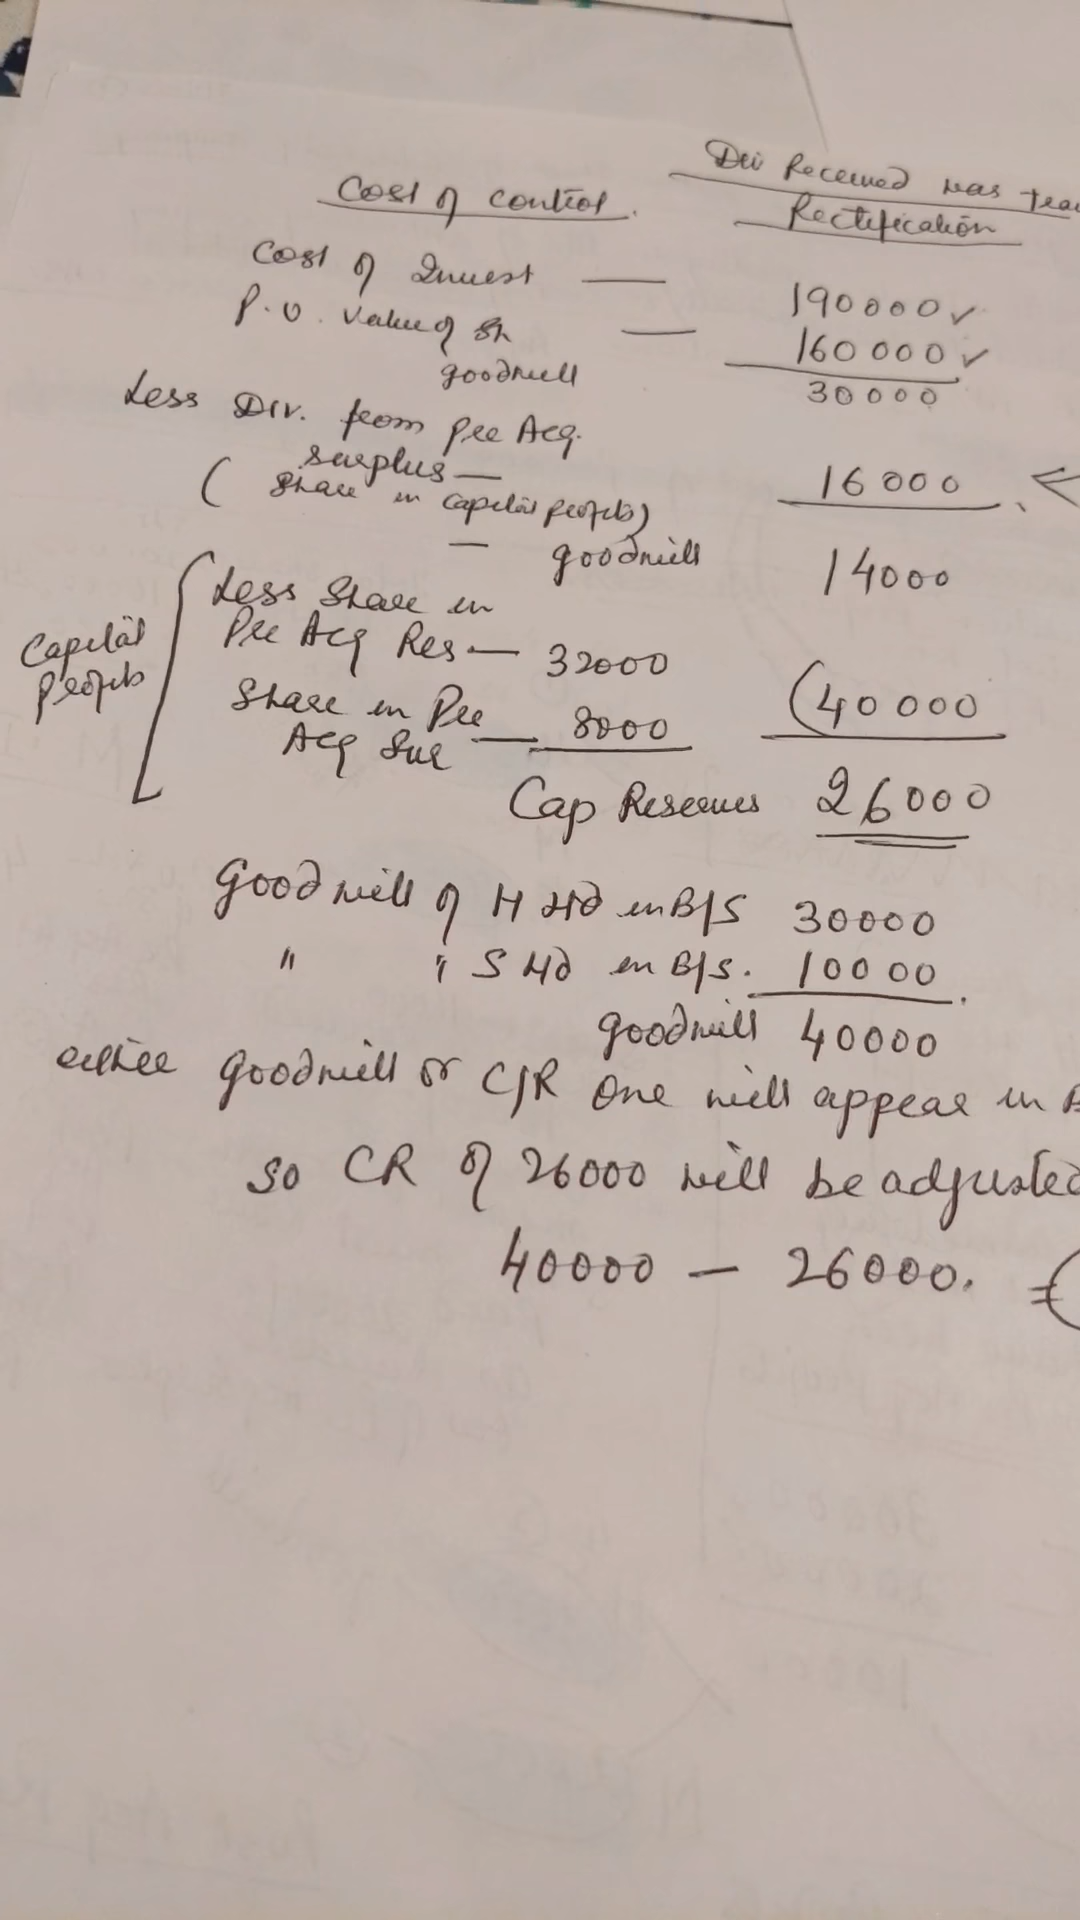 Div Received was trea
Cost of control.
Rectification
Cost of Invest — 190000 ✓
P.U. Value of Sh — 160000 ✓
goodwill 30000
Less Div. from Pre Acq.
surplus — 16000
( Share in capital profits)
— goodwill 14000
Less Share in
Pre Acq Res — 32000
Capital
profits
Share in Pre 8000 (40000
Acq Sur —
Cap Reserves 26000
Goodwill of H Ltd in B/S 30000
" " S Ltd in B/S. 10000
goodwill 40000
either goodwill or C/R One will appear in B
so CR of 26000 will be adjusted
40000 — 26000. =